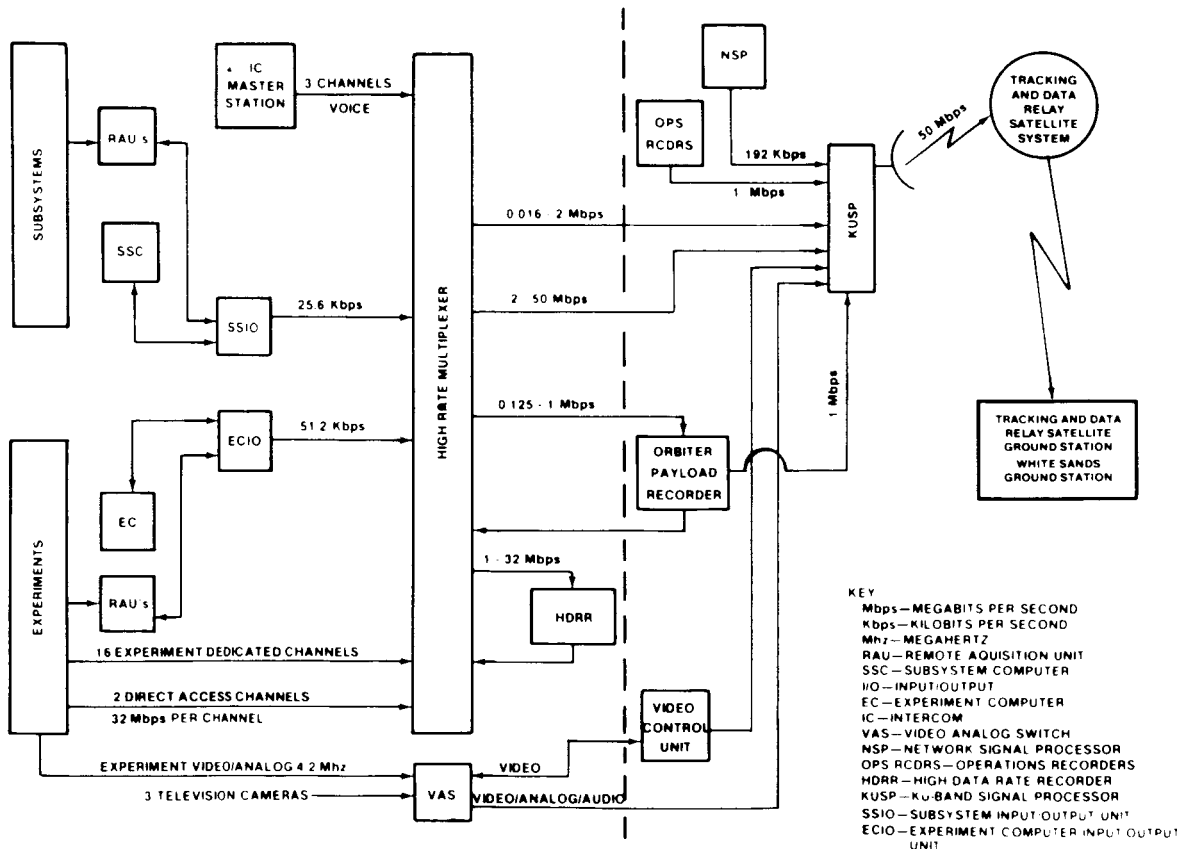 SUBSYSTEMS
RAU's
SSC
IC
MASTER
STATION
3 CHANNELS
VOICE
SSIO
25.6 Kbps
EXPERIMENTS
EC
RAU's
ECIO
51.2 Kbps
16 EXPERIMENT DEDICATED CHANNELS
2 DIRECT ACCESS CHANNELS
32 Mbps PER CHANNEL
EXPERIMENT VIDEO/ANALOG 4.2 Mhz
3 TELEVISION CAMERAS
VAS
VIDEO
VIDEO/ANALOG/AUDIO
HIGH RATE MULTIPLEXER
0.016 - 2 Mbps
2 - 50 Mbps
0.125 - 1 Mbps
1 - 32 Mbps
HDRR
NSP
OPS
RCDRS
192 Kbps
1 Mbps
KUSP
ORBITER
PAYLOAD
RECORDER
1 Mbps
VIDEO
CONTROL
UNIT
50 Mbps
TRACKING
AND DATA
RELAY
SATELLITE
SYSTEM
TRACKING AND DATA
RELAY SATELLITE
GROUND STATION
WHITE SANDS
GROUND STATION
KEY
Mbps—MEGABITS PER SECOND
Kbps—KILOBITS PER SECOND
Mhz—MEGAHERTZ
RAU—REMOTE AQUISITION UNIT
SSC—SUBSYSTEM COMPUTER
I/O—INPUT/OUTPUT
EC—EXPERIMENT COMPUTER
IC—INTERCOM
VAS—VIDEO ANALOG SWITCH
NSP—NETWORK SIGNAL PROCESSOR
OPS RCDRS—OPERATIONS RECORDERS
HDRR—HIGH DATA RATE RECORDER
KUSP—KU-BAND SIGNAL PROCESSOR
SSIO—SUBSYSTEM INPUT/OUTPUT UNIT
ECIO—EXPERIMENT COMPUTER INPUT OUTPUT
UNIT